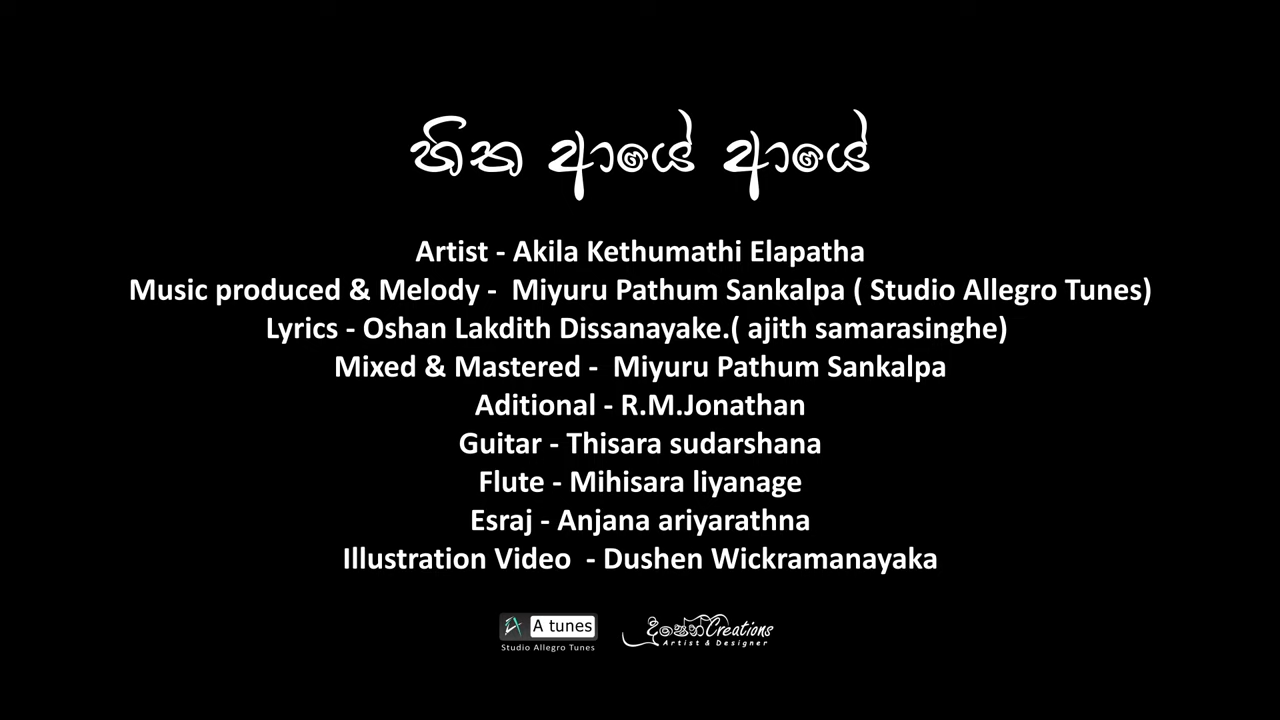 හිත ආයේ ආයේ
Artist - Akila Kethumathi Elapatha
Music produced & Melody -  Miyuru Pathum Sankalpa ( Studio Allegro Tunes)
Lyrics - Oshan Lakdith Dissanayake.( ajith samarasinghe)
Mixed & Mastered -  Miyuru Pathum Sankalpa
Aditional - R.M.Jonathan
Guitar - Thisara sudarshana
Flute - Mihisara liyanage
Esraj - Anjana ariyarathna
Illustration Video  - Dushen Wickramanayaka
A tunes
Studio Allegro Tunes
දුෂේන් Creations
Artist & Designer